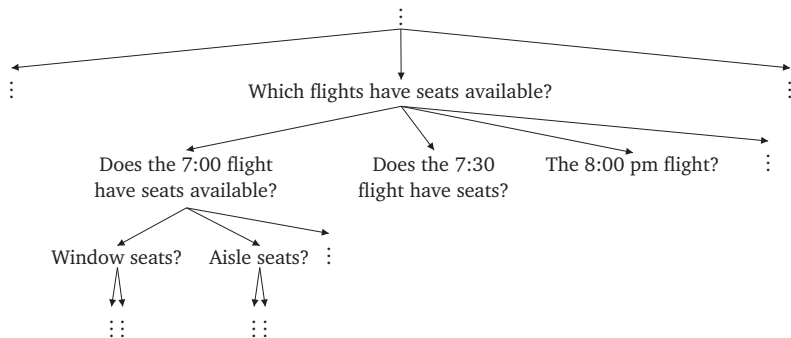 ⋮
⋮
Which flights have seats available?
⋮
Does the 7:00 flight
have seats available?
Does the 7:30
flight have seats?
The 8:00 pm flight?
⋮
Window seats?
Aisle seats?
⋮
⋮⋮
⋮⋮